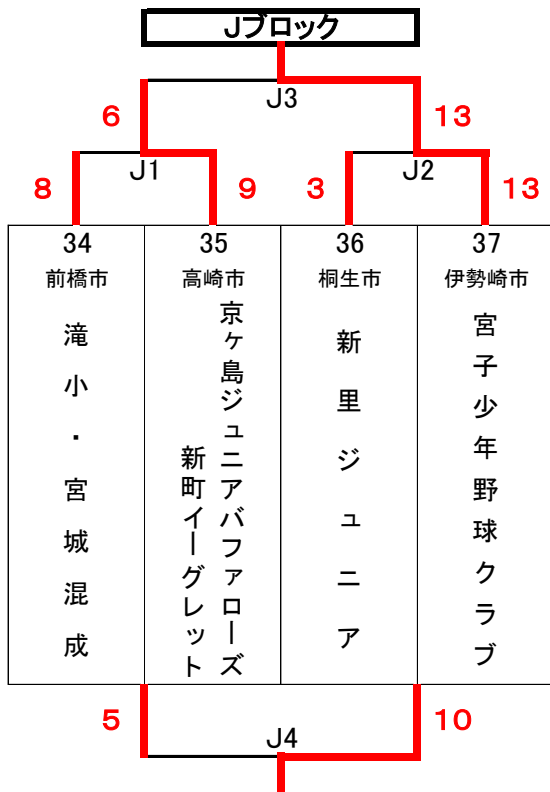 Jブロック
J3
6
13
J1
J2
8
9
3
13
34
35
36
37
前橋市
高崎市
桐生市
伊勢崎市
滝小・宮城混成
京ヶ島ジュニアバファローズ
新町イーグレット
新里ジュニア
宮子少年野球クラブ
5
10
J4